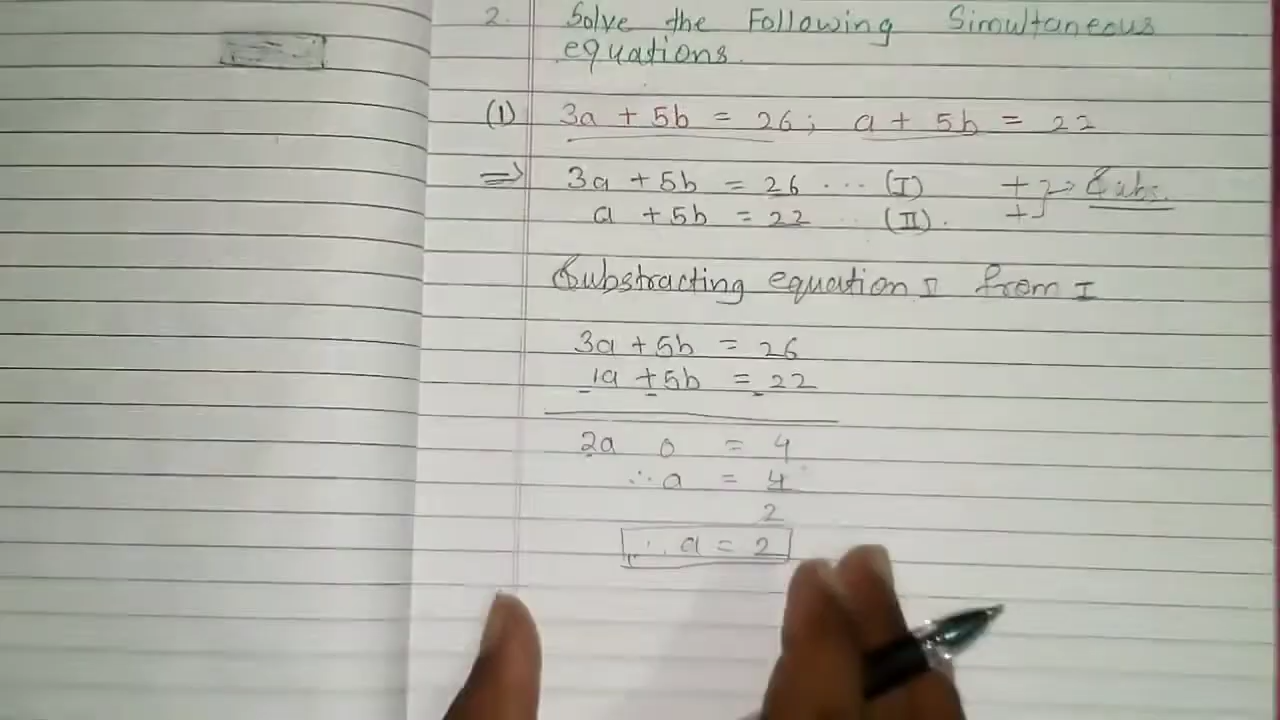 2. Solve the Following Simultaneous
equations.
(1) 3a + 5b = 26; a + 5b = 22
⇒ 3a + 5b = 26 ... (I) + Subs.
a + 5b = 22 .. (II). +
Substracting equation II from I
3a + 5b = 26
1a + 5b = 22
- - -
2a 0 = 4
∴ a = 4
2
∴ a = 2